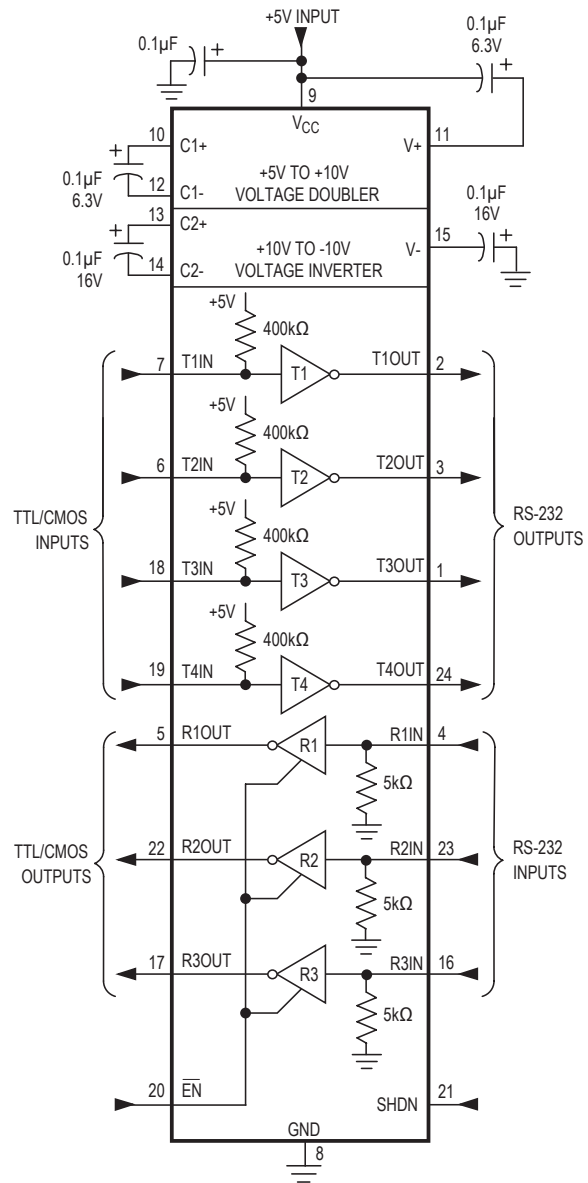 +5V INPUT
0.1µF +
0.1µF
6.3V +
9
VCC
10 C1+
V+ 11
+
0.1µF
6.3V
12 C1-
+5V TO +10V
VOLTAGE DOUBLER
13 C2+
+
0.1µF
16V
14 C2-
+10V TO -10V
VOLTAGE INVERTER
V- 15
0.1µF
16V +
+5V
400kΩ
7 T1IN T1 T1OUT 2
+5V
400kΩ
6 T2IN T2 T2OUT 3
TTL/CMOS
INPUTS
RS-232
OUTPUTS
+5V
400kΩ
18 T3IN T3 T3OUT 1
+5V
400kΩ
19 T4IN T4 T4OUT 24
5 R1OUT R1 R1IN 4
5kΩ
TTL/CMOS
OUTPUTS
22 R2OUT R2 R2IN 23
RS-232
INPUTS
5kΩ
17 R3OUT R3 R3IN 16
5kΩ
20 EN
SHDN 21
GND
8